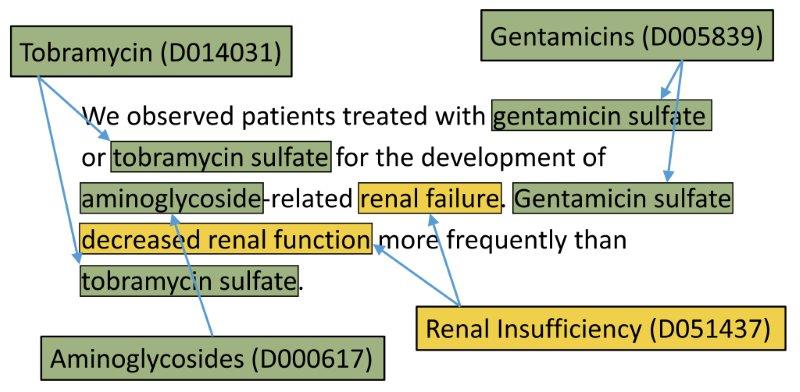 Tobramycin (D014031)
Gentamicins (D005839)
We observed patients treated with gentamicin sulfate
or tobramycin sulfate for the development of
aminoglycoside-related renal failure. Gentamicin sulfate
decreased renal function more frequently than
tobramycin sulfate.
Renal Insufficiency (D051437)
Aminoglycosides (D000617)